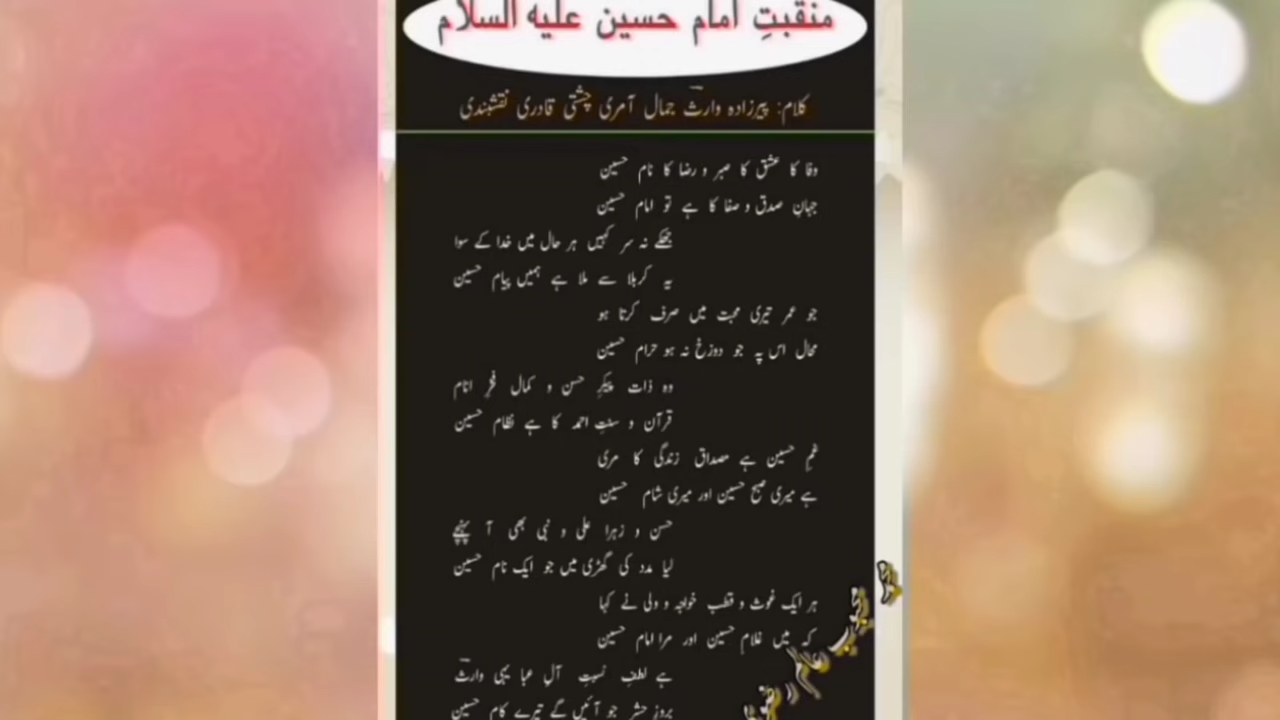 منقبتِ امام حسین علیہ السلام
کلام: پیرزادہ وارثؔ جمال آمری چشتی قادری نقشبندی
وفا کا عشق کا صبر و رضا کا نام حسین
جہانِ صدق و صفا کا ہے تو امام حسین
جھکے نہ سر کہیں ہر حال میں خدا کے سوا
یہ کربلا سے ملا ہے ہمیں پیام حسین
جو عمر تیری محبت میں صرف کرتا ہو
محال اس پہ جو دوزخ نہ ہو حرام حسین
وہ ذات پیکرِ حسن و کمال فخرِ انام
قرآن و سنتِ احمد کا ہے نظام حسین
غمِ حسین ہے مصداق زندگی کا مری
ہے میری صبح حسین اور میری شام حسین
حسن و زہرا علی و نبی بھی آ پہنچے
لیا مدد کی گھڑی میں جو ایک نام حسین
ہر ایک غوث و قطب خواجہ و ولی نے کہا
کہ میں غلام حسین اور مرا امام حسین
ہے لطفِ نسبتِ آلِ عبا یہی وارثؔ
بروزِ حشر جو آئیں گے تیرے کام حسین
محبوب عالم